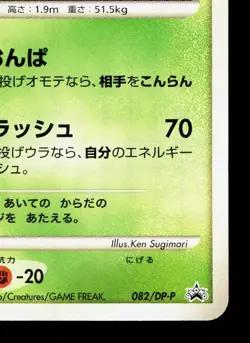 高さ：1.9m 重さ：51.5kg
おんぱ
投げオモテなら、相手をこんらん
ラッシュ 70
投げウラなら、自分のエネルギー
シュ。
あいての からだの
ジを あたえる。
Illus.Ken Sugimori
抗力 にげる
-20
/Creatures/GAME FREAK. 082/DP-P